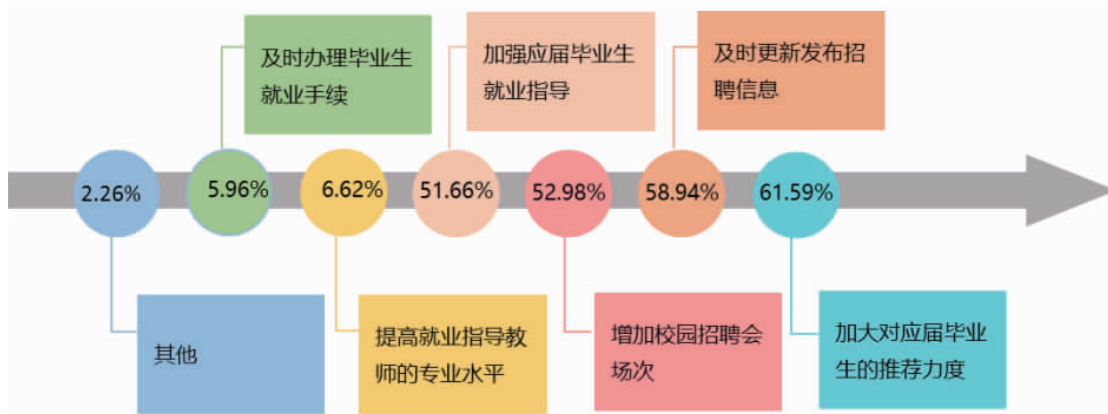 及时办理毕业生
就业手续
加强应届毕业生
就业指导
及时更新发布招
聘信息
2.26%
5.96%
6.62%
51.66%
52.98%
58.94%
61.59%
其他
提高就业指导教
师的专业水平
增加校园招聘会
场次
加大对应届毕业
生的推荐力度